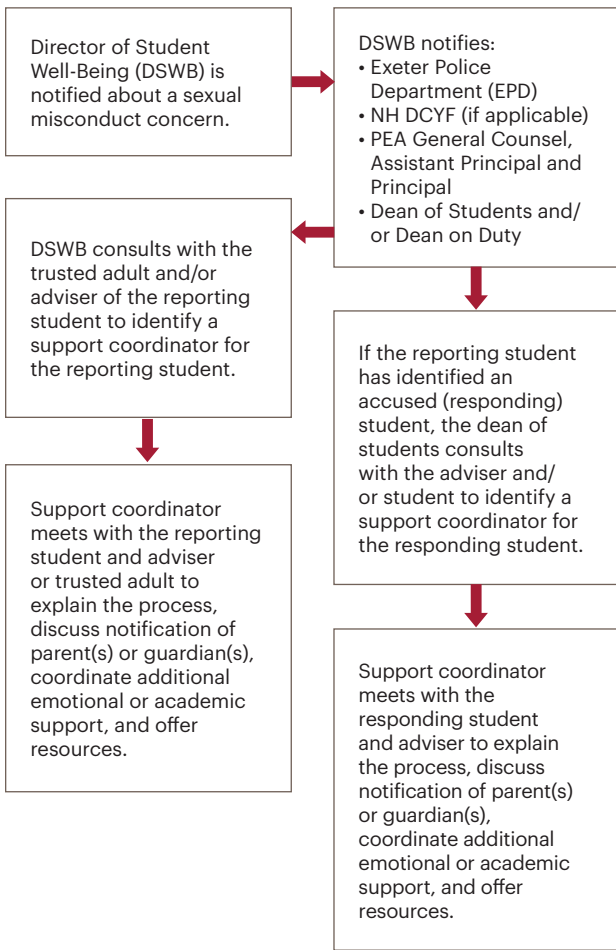 Director of Student
Well-Being (DSWB) is
notified about a sexual
misconduct concern.
DSWB notifies:
• Exeter Police
Department (EPD)
• NH DCYF (if applicable)
• PEA General Counsel,
Assistant Principal and
Principal
• Dean of Students and/
or Dean on Duty
DSWB consults with the
trusted adult and/or
adviser of the reporting
student to identify a
support coordinator for
the reporting student.
If the reporting student
has identified an
accused (responding)
student, the dean of
students consults
with the adviser and/
or student to identify a
support coordinator for
the responding student.
Support coordinator
meets with the reporting
student and adviser
or trusted adult to
explain the process,
discuss notification of
parent(s) or guardian(s),
coordinate additional
emotional or academic
support, and offer
resources.
Support coordinator
meets with the
responding student
and adviser to explain
the process, discuss
notification of parent(s)
or guardian(s),
coordinate additional
emotional or academic
support, and offer
resources.